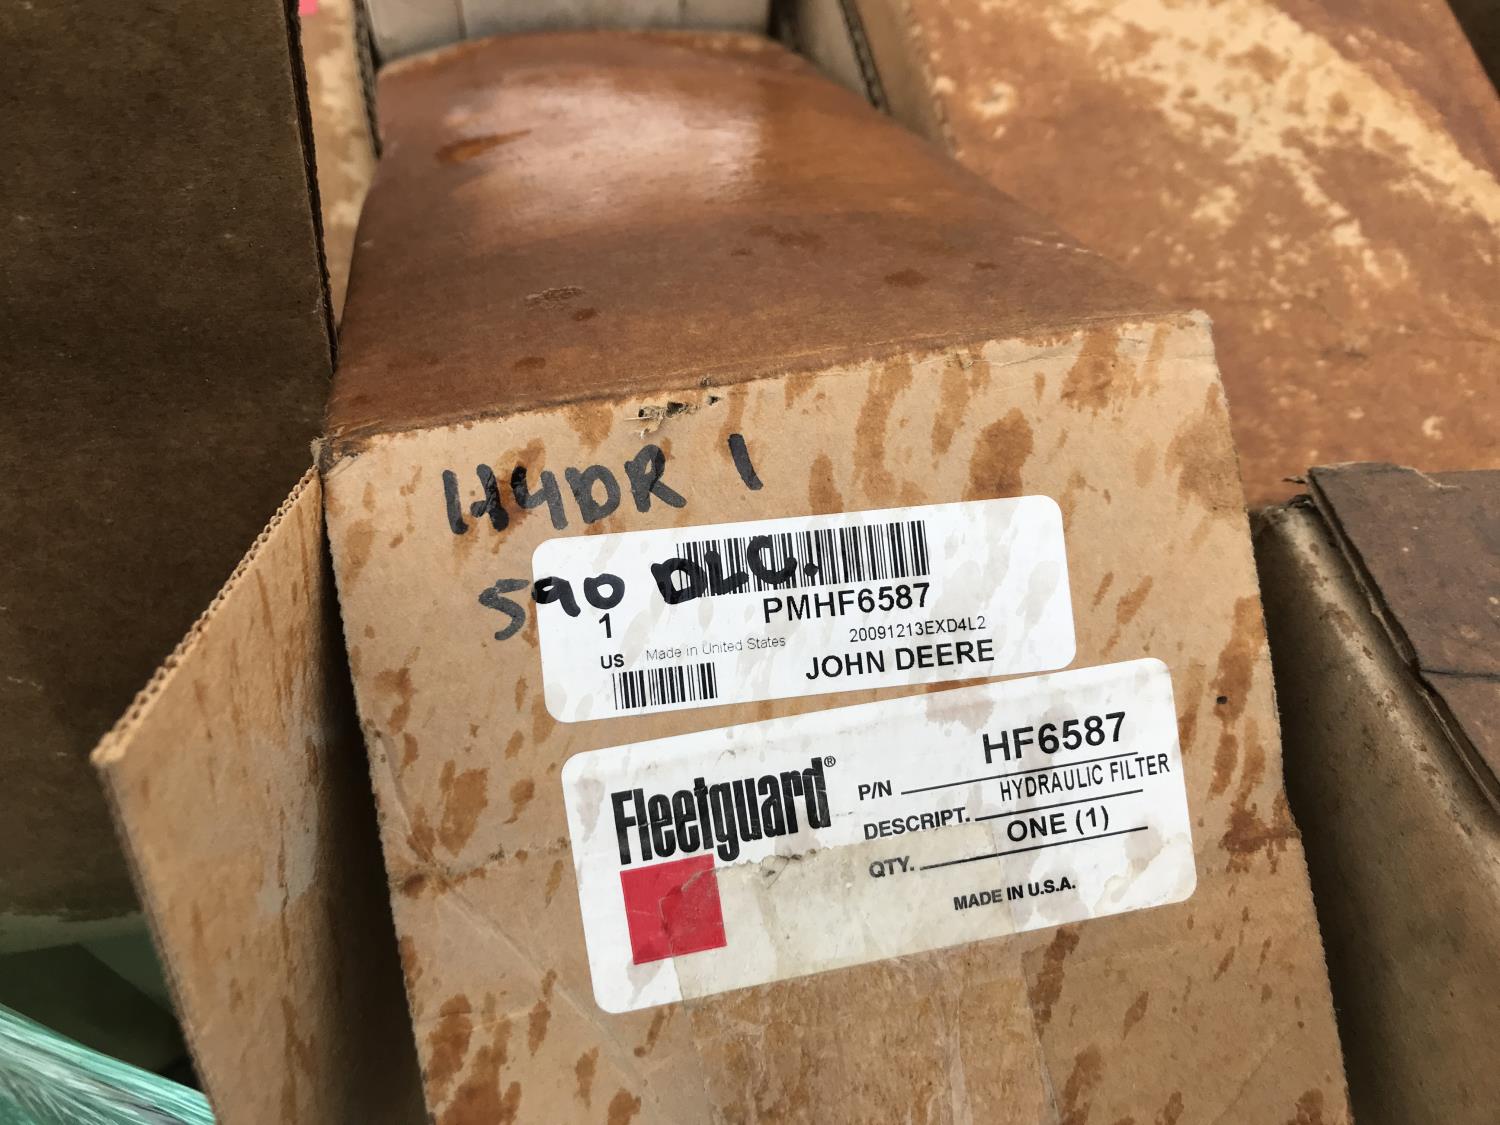 HYDR 1
590 DLC.
PMHF6587
1
20091213EXD4L2
US Made in United States
JOHN DEERE
Fleetguard®
P/N HF6587
DESCRIPT. HYDRAULIC FILTER
QTY. ONE (1)
MADE IN U.S.A.